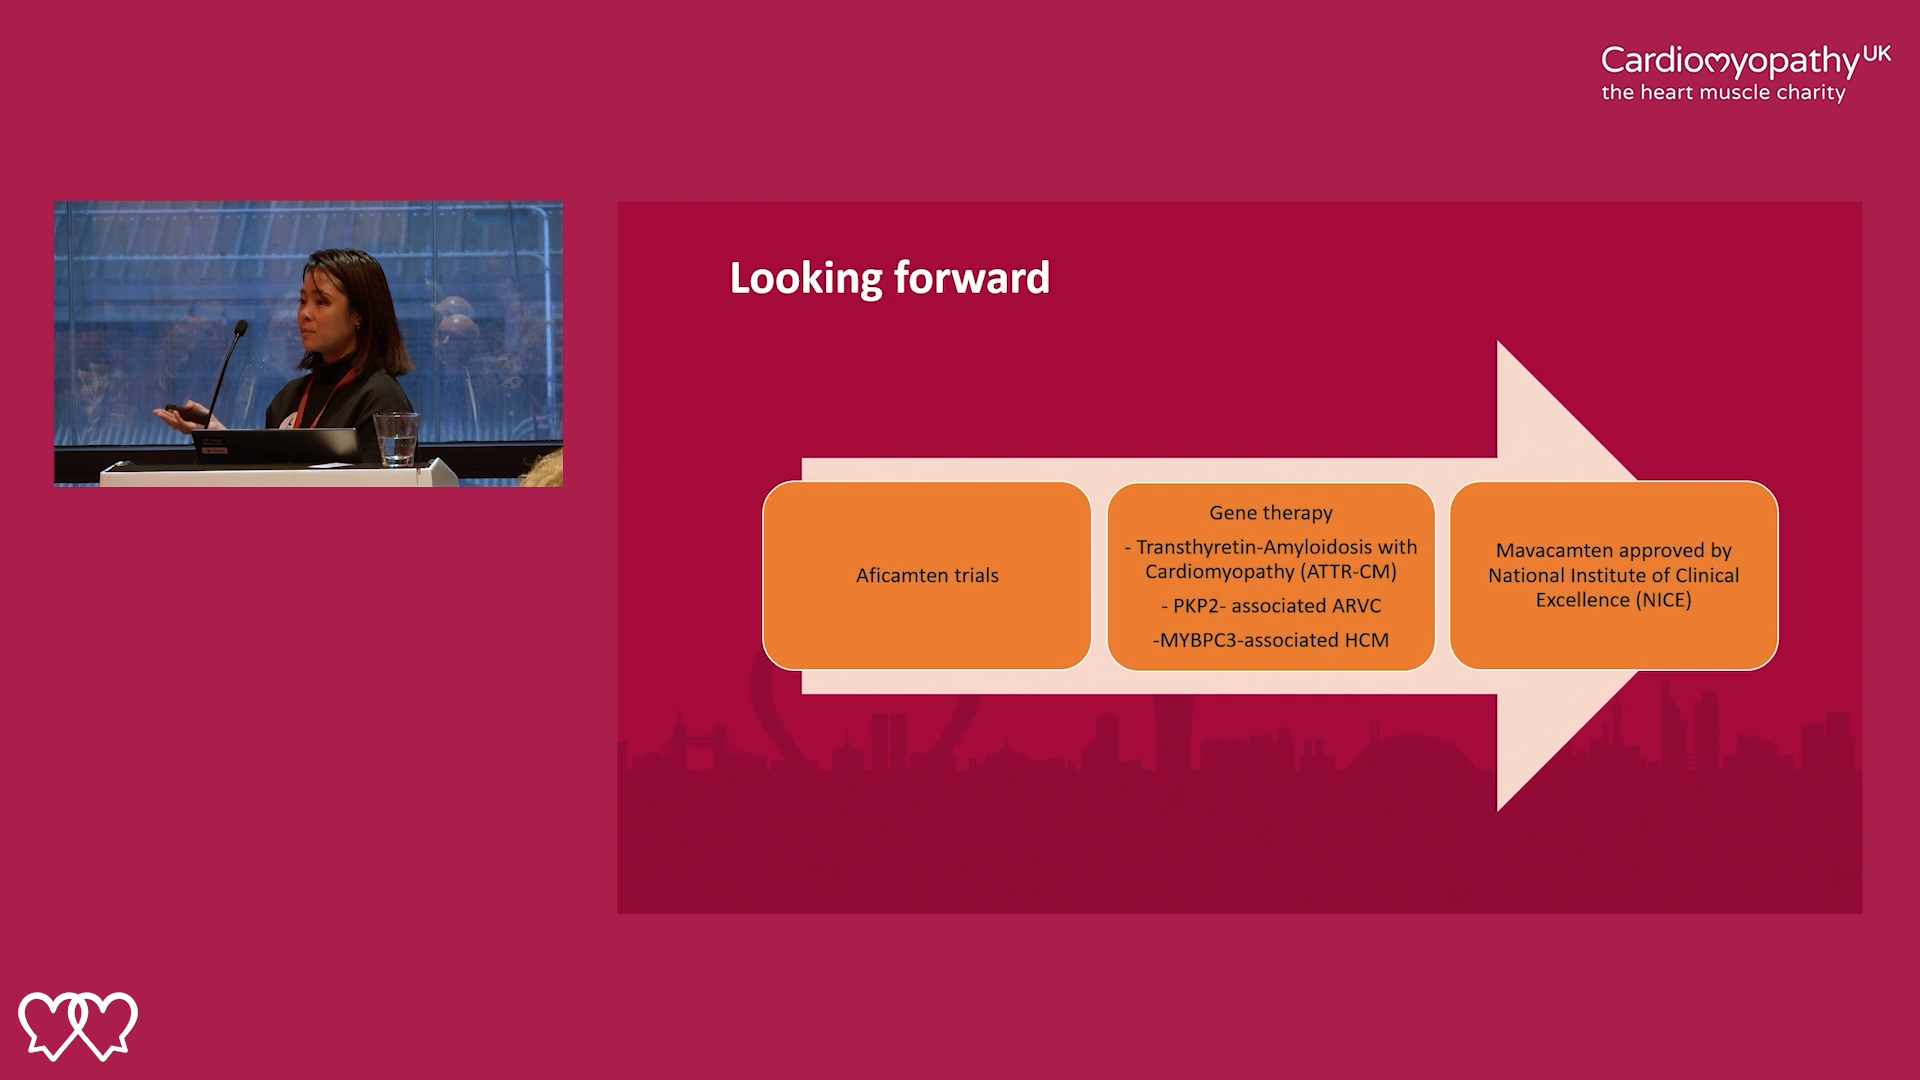 Cardiomyopathy UK
the heart muscle charity
Looking forward
Aficamten trials
Gene therapy
- Transthyretin-Amyloidosis with
Cardiomyopathy (ATTR-CM)
- PKP2- associated ARVC
-MYBPC3-associated HCM
Mavacamten approved by
National Institute of Clinical
Excellence (NICE)